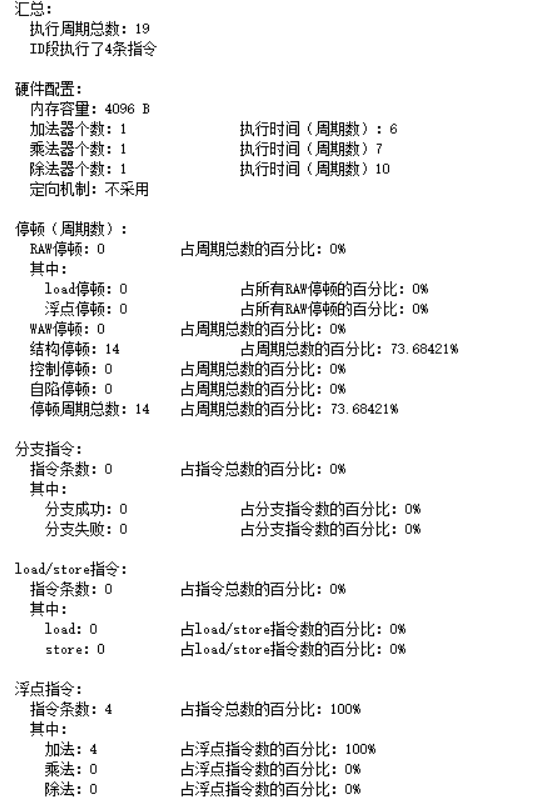 汇总：
执行周期总数：19
ID段执行了4条指令
硬件配置：
内存容量：4096 B
加法器个数：1 执行时间（周期数）：6
乘法器个数：1 执行时间（周期数）7
除法器个数：1 执行时间（周期数）10
定向机制：不采用
停顿（周期数）：
RAW停顿：0 占周期总数的百分比：0%
其中：
load停顿：0 占所有RAW停顿的百分比：0%
浮点停顿：0 占所有RAW停顿的百分比：0%
WAW停顿：0 占周期总数的百分比：0%
结构停顿：14 占周期总数的百分比：73.68421%
控制停顿：0 占周期总数的百分比：0%
自陷停顿：0 占周期总数的百分比：0%
停顿周期总数：14 占周期总数的百分比：73.68421%
分支指令：
指令条数：0 占指令总数的百分比：0%
其中：
分支成功：0 占分支指令数的百分比：0%
分支失败：0 占分支指令数的百分比：0%
load/store指令：
指令条数：0 占指令总数的百分比：0%
其中：
load：0 占load/store指令数的百分比：0%
store：0 占load/store指令数的百分比：0%
浮点指令：
指令条数：4 占指令总数的百分比：100%
其中：
加法：4 占浮点指令数的百分比：100%
乘法：0 占浮点指令数的百分比：0%
除法：0 占浮点指令数的百分比：0%